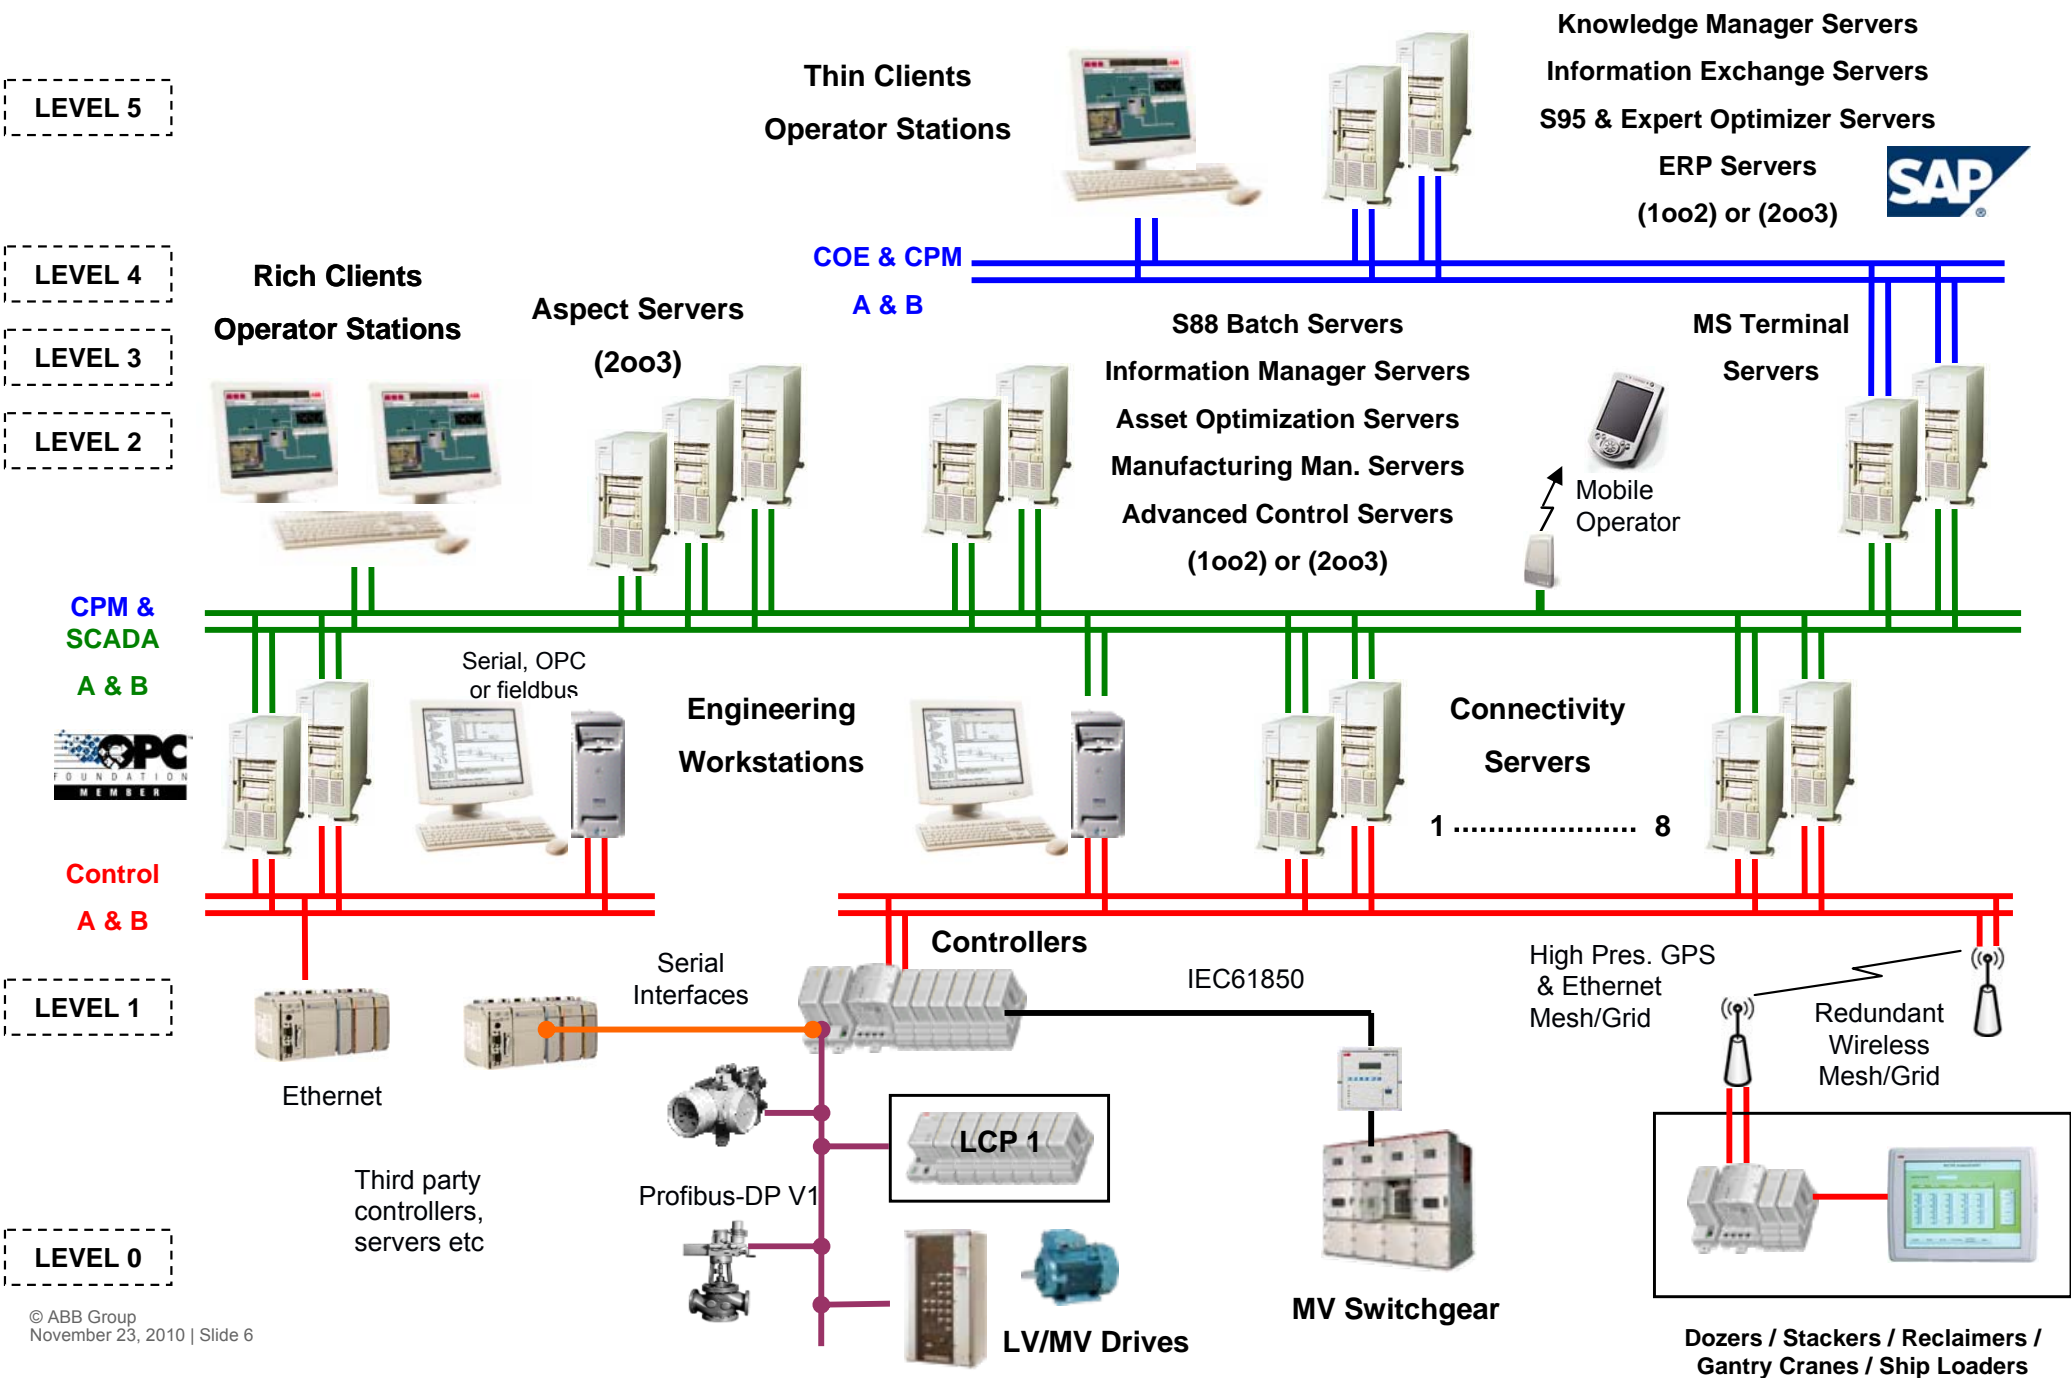 Knowledge Manager Servers
Information Exchange Servers
S95 & Expert Optimizer Servers
ERP Servers
(1oo2) or (2oo3)
SAP
®
Thin Clients
Operator Stations
LEVEL 5
COE & CPM
A & B
LEVEL 4
LEVEL 3
LEVEL 2
Rich Clients
Operator Stations
Aspect Servers
(2oo3)
S88 Batch Servers
Information Manager Servers
Asset Optimization Servers
Manufacturing Man. Servers
Advanced Control Servers
(1oo2) or (2oo3)
MS Terminal
Servers
Mobile
Operator
CPM &
SCADA
A & B
OPC
FOUNDATION
MEMBER
Serial, OPC
or fieldbus
Engineering
Workstations
Connectivity
Servers
1 ...................... 8
Control
A & B
LEVEL 1
Ethernet
Serial
Interfaces
Controllers
IEC61850
High Pres. GPS
& Ethernet
Mesh/Grid
Redundant
Wireless
Mesh/Grid
Third party
controllers,
servers etc
Profibus-DP V1
LCP 1
LEVEL 0
LV/MV Drives
MV Switchgear
Dozers / Stackers / Reclaimers /
Gantry Cranes / Ship Loaders
© ABB Group
November 23, 2010 | Slide 6